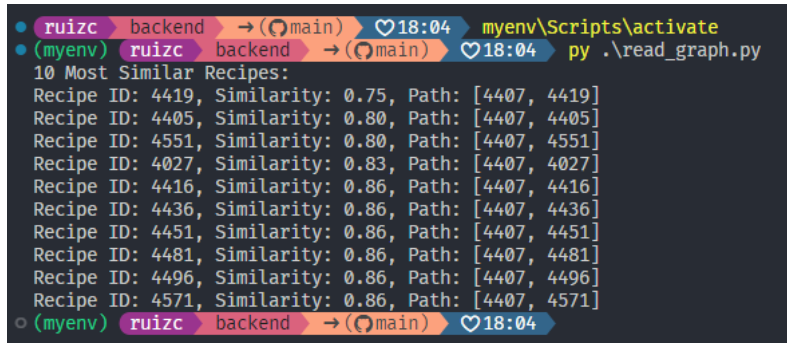 ruizc backend →(main) ♡18:04 myenv\Scripts\activate
(myenv) ruizc backend →(main) ♡18:04 py .\read_graph.py
10 Most Similar Recipes:
Recipe ID: 4419, Similarity: 0.75, Path: [4407, 4419]
Recipe ID: 4405, Similarity: 0.80, Path: [4407, 4405]
Recipe ID: 4551, Similarity: 0.80, Path: [4407, 4551]
Recipe ID: 4027, Similarity: 0.83, Path: [4407, 4027]
Recipe ID: 4416, Similarity: 0.86, Path: [4407, 4416]
Recipe ID: 4436, Similarity: 0.86, Path: [4407, 4436]
Recipe ID: 4451, Similarity: 0.86, Path: [4407, 4451]
Recipe ID: 4481, Similarity: 0.86, Path: [4407, 4481]
Recipe ID: 4496, Similarity: 0.86, Path: [4407, 4496]
Recipe ID: 4571, Similarity: 0.86, Path: [4407, 4571]
(myenv) ruizc backend →(main) ♡18:04